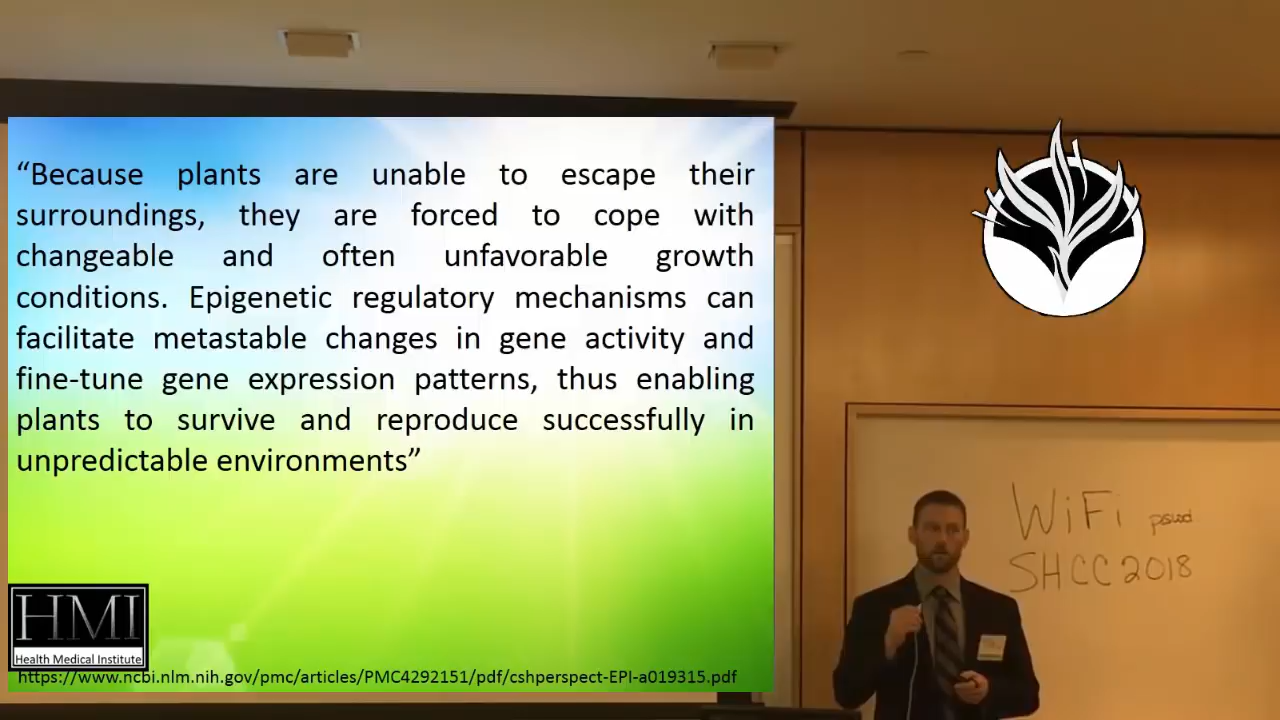 “Because plants are unable to escape their
surroundings, they are forced to cope with
changeable and often unfavorable growth
conditions. Epigenetic regulatory mechanisms can
facilitate metastable changes in gene activity and
fine-tune gene expression patterns, thus enabling
plants to survive and reproduce successfully in
unpredictable environments”
HMI
Health Medical Institute
https://www.ncbi.nlm.nih.gov/pmc/articles/PMC4292151/pdf/cshperspect-EPI-a019315.pdf
WiFi pswd
SHCC2018